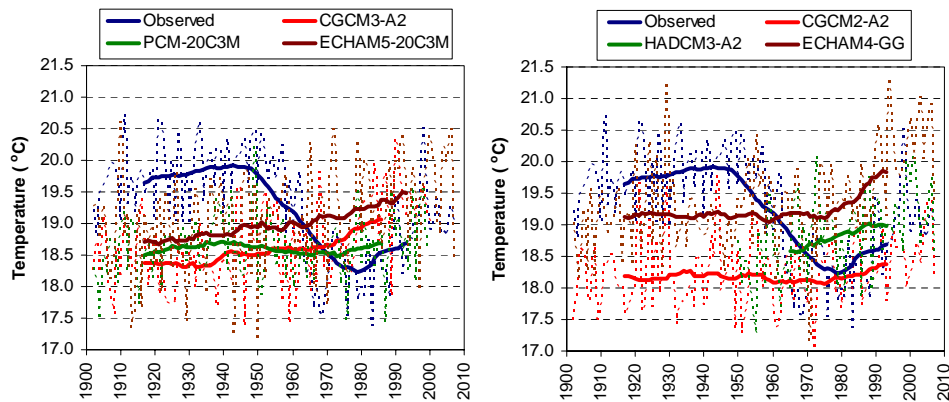 Observed CGCM3-A2
PCM-20C3M ECHAM5-20C3M
Temperature ( °C)
21.5
21.0
20.5
20.0
19.5
19.0
18.5
18.0
17.5
17.0
1900 1910 1920 1930 1940 1950 1960 1970 1980 1990 2000 2010
Observed CGCM2-A2
HADCM3-A2 ECHAM4-GG
Temperature ( °C)
21.5
21.0
20.5
20.0
19.5
19.0
18.5
18.0
17.5
17.0
1900 1910 1920 1930 1940 1950 1960 1970 1980 1990 2000 2010